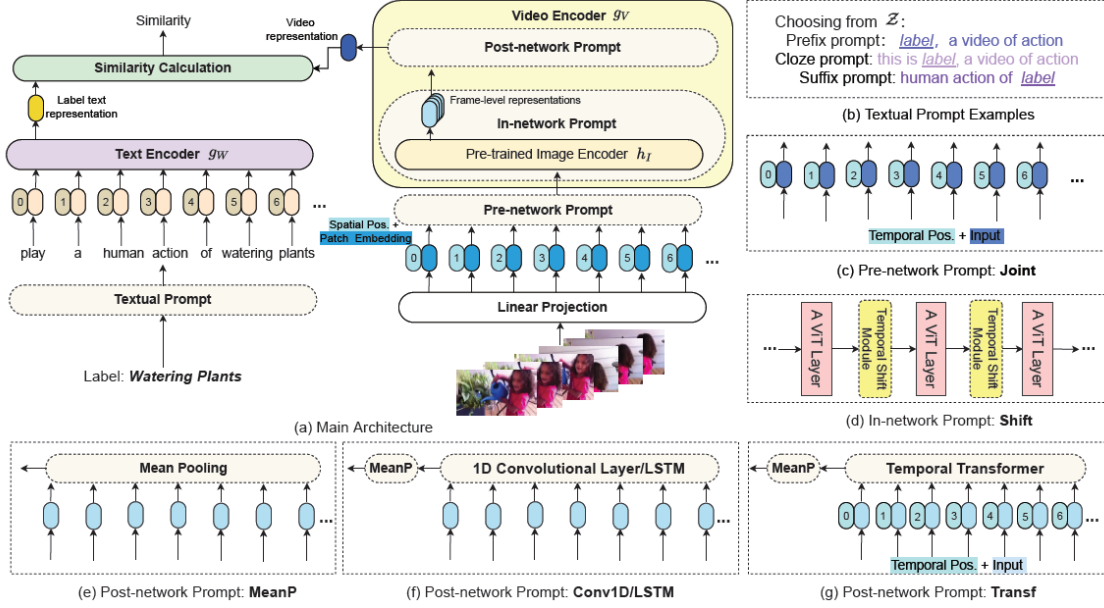 Similarity
Video
representation
Video Encoder g_V
Post-network Prompt
Similarity Calculation
Label text
representation
Frame-level representations
In-network Prompt
Pre-trained Image Encoder h_I
Text Encoder g_W
0 1 2 3 4 5 6 ...
play a human action of watering plants
Textual Prompt
Label: Watering Plants
Pre-network Prompt
Spatial Pos. +
Patch Embedding
0 1 2 3 4 5 6 ...
Linear Projection
(a) Main Architecture
Choosing from Z:
Prefix prompt: label, a video of action
Cloze prompt: this is label, a video of action
Suffix prompt: human action of label
(b) Textual Prompt Examples
0 1 2 3 4 5 6 ...
Temporal Pos. + Input
(c) Pre-network Prompt: Joint
... A ViT Layer Temporal Shift Module A ViT Layer Temporal Shift Module A ViT Layer ...
(d) In-network Prompt: Shift
Mean Pooling
...
(e) Post-network Prompt: MeanP
MeanP 1D Convolutional Layer/LSTM
...
(f) Post-network Prompt: Conv1D/LSTM
MeanP Temporal Transformer
0 1 2 3 4 5 6 ...
Temporal Pos. + Input
(g) Post-network Prompt: Transf